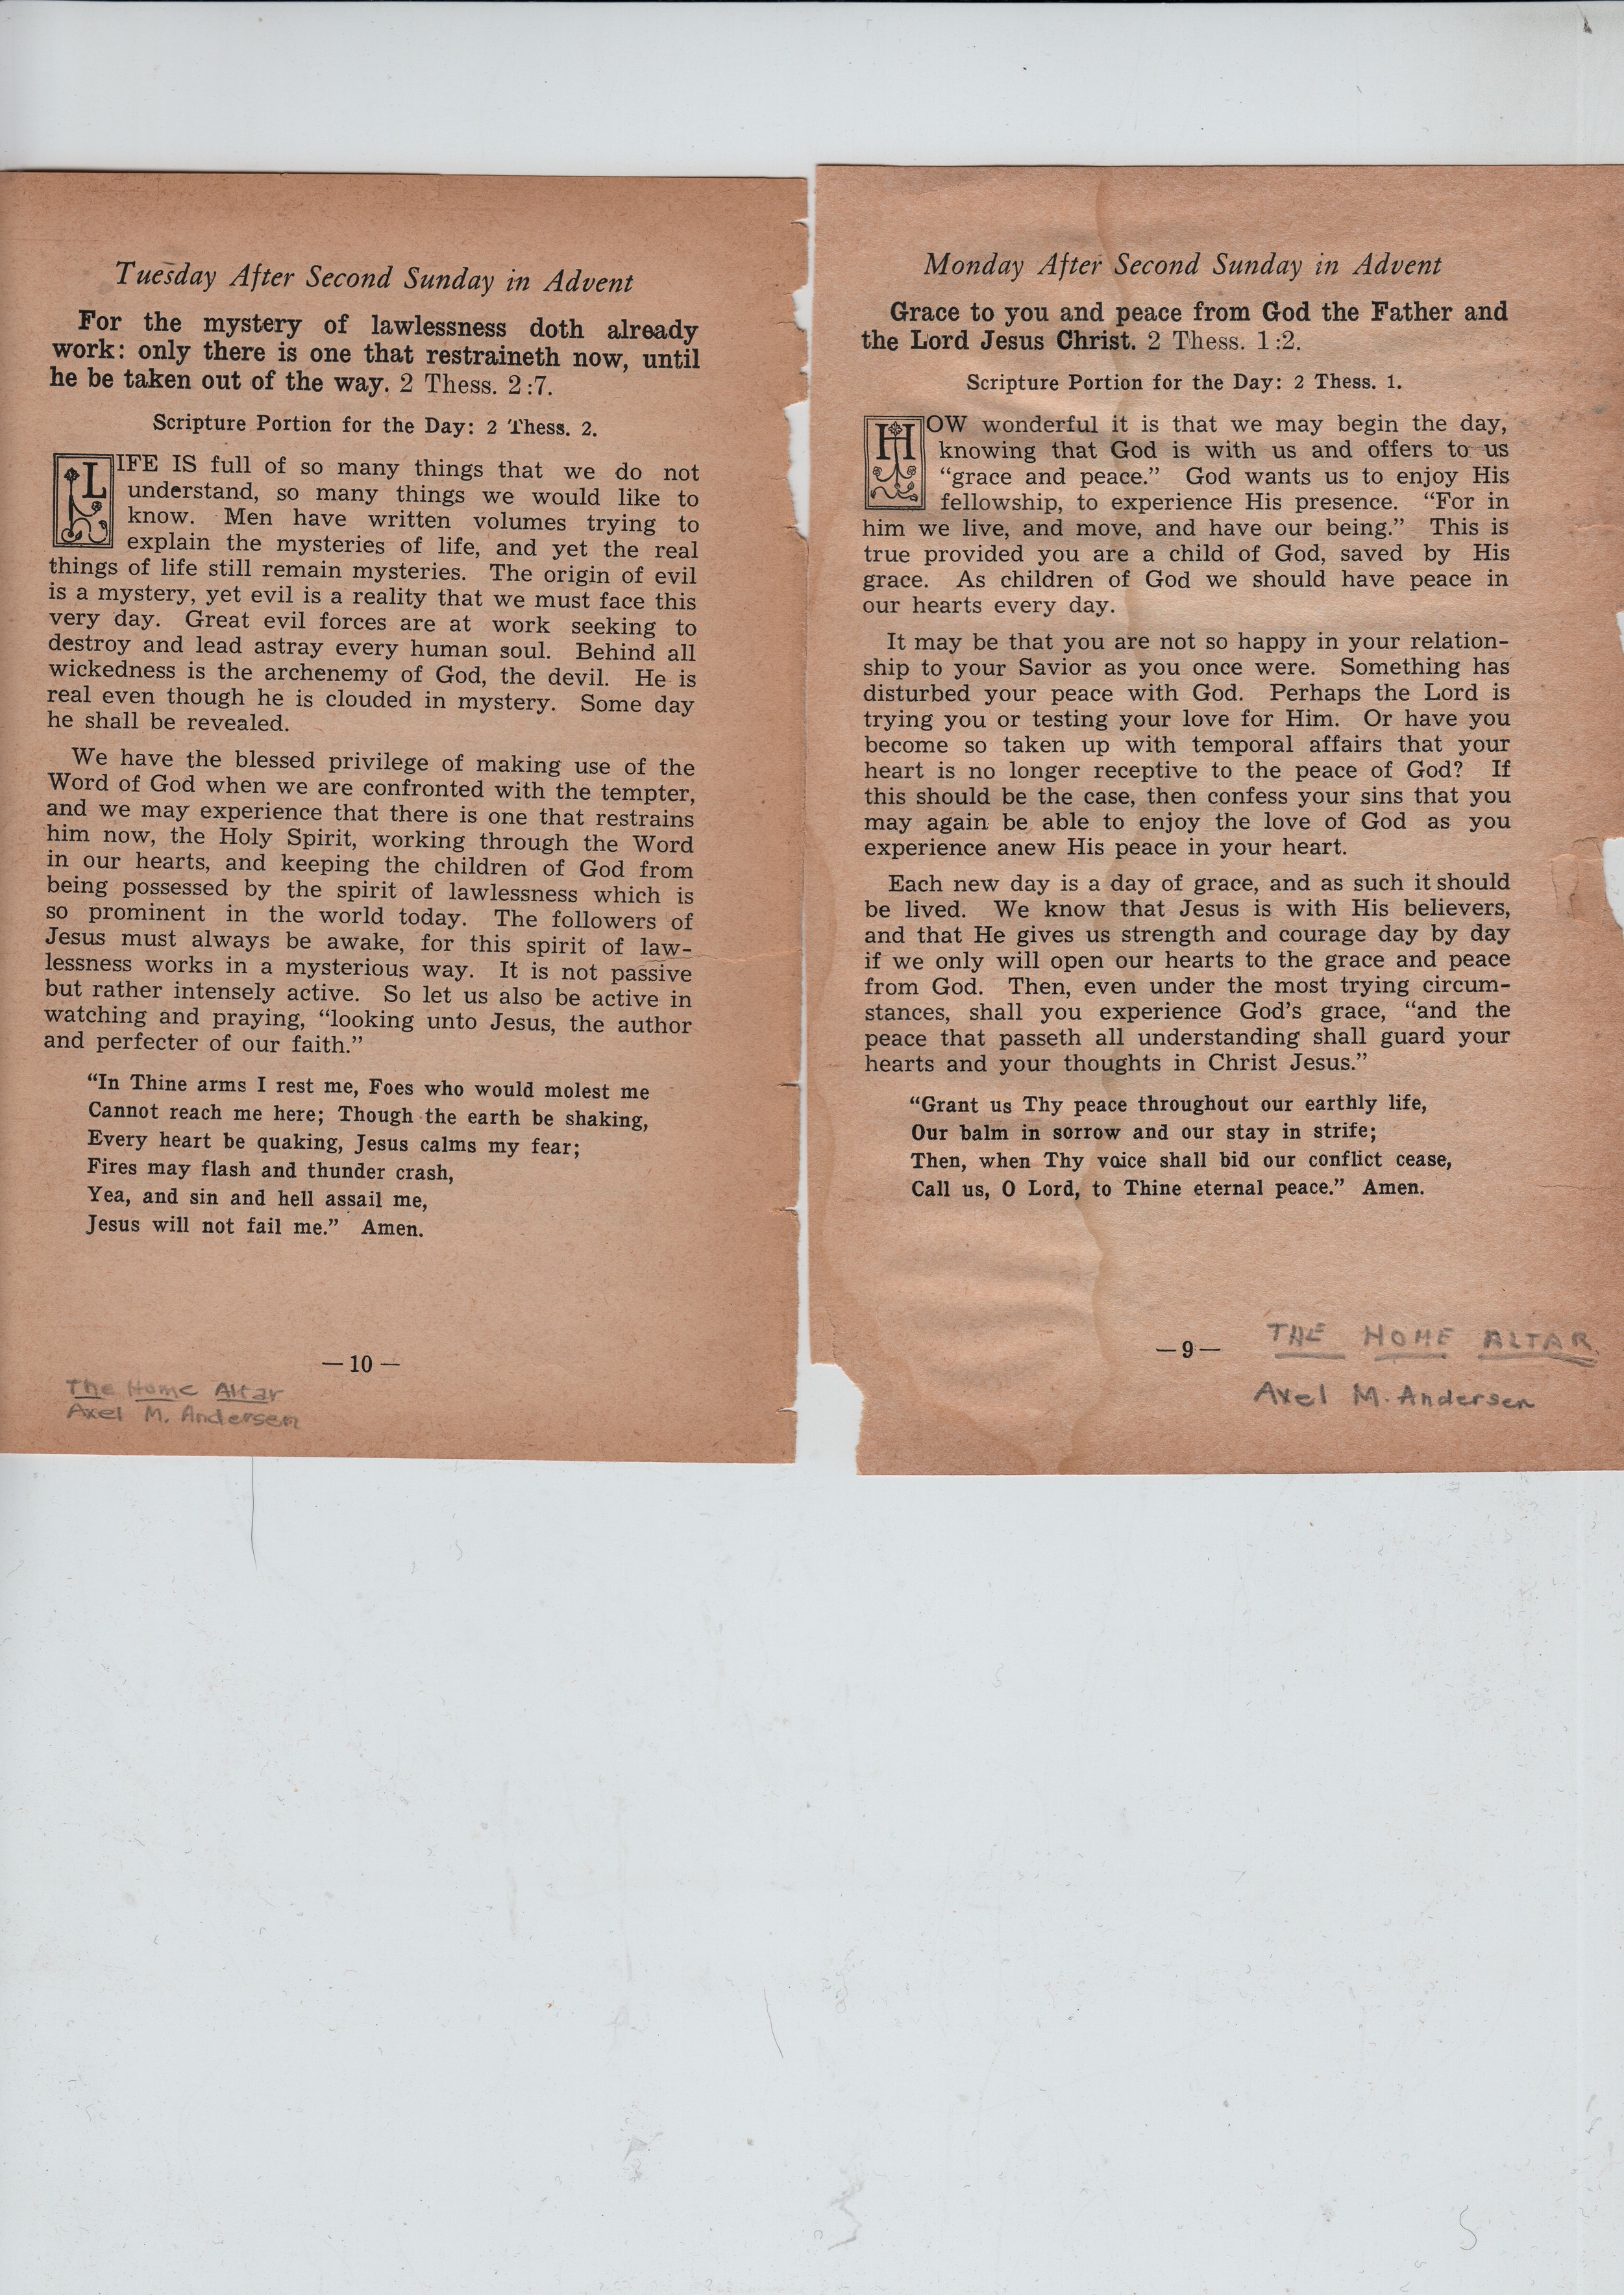 Tuesday After Second Sunday in Advent
For the mystery of lawlessness doth already
work: only there is one that restraineth now, until
he be taken out of the way. 2 Thess. 2:7.
Scripture Portion for the Day: 2 Thess. 2.
LIFE IS full of so many things that we do not
understand, so many things we would like to
know. Men have written volumes trying to
explain the mysteries of life, and yet the real
things of life still remain mysteries. The origin of evil
is a mystery, yet evil is a reality that we must face this
very day. Great evil forces are at work seeking to
destroy and lead astray every human soul. Behind all
wickedness is the archenemy of God, the devil. He is
real even though he is clouded in mystery. Some day
he shall be revealed.
We have the blessed privilege of making use of the
Word of God when we are confronted with the tempter,
and we may experience that there is one that restrains
him now, the Holy Spirit, working through the Word
in our hearts, and keeping the children of God from
being possessed by the spirit of lawlessness which is
so prominent in the world today. The followers of
Jesus must always be awake, for this spirit of law-
lessness works in a mysterious way. It is not passive
but rather intensely active. So let us also be active in
watching and praying, “looking unto Jesus, the author
and perfecter of our faith.”
“In Thine arms I rest me, Foes who would molest me
Cannot reach me here; Though the earth be shaking,
Every heart be quaking, Jesus calms my fear;
Fires may flash and thunder crash,
Yea, and sin and hell assail me,
Jesus will not fail me.” Amen.
—10—
The Home Altar
Axel M. Andersen
Monday After Second Sunday in Advent
Grace to you and peace from God the Father and
the Lord Jesus Christ. 2 Thess. 1:2.
Scripture Portion for the Day: 2 Thess. 1.
HOW wonderful it is that we may begin the day,
knowing that God is with us and offers to us
“grace and peace.” God wants us to enjoy His
fellowship, to experience His presence. “For in
him we live, and move, and have our being.” This is
true provided you are a child of God, saved by His
grace. As children of God we should have peace in
our hearts every day.
It may be that you are not so happy in your relation-
ship to your Savior as you once were. Something has
disturbed your peace with God. Perhaps the Lord is
trying you or testing your love for Him. Or have you
become so taken up with temporal affairs that your
heart is no longer receptive to the peace of God? If
this should be the case, then confess your sins that you
may again be able to enjoy the love of God as you
experience anew His peace in your heart.
Each new day is a day of grace, and as such it should
be lived. We know that Jesus is with His believers,
and that He gives us strength and courage day by day
if we only will open our hearts to the grace and peace
from God. Then, even under the most trying circum-
stances, shall you experience God’s grace, “and the
peace that passeth all understanding shall guard your
hearts and your thoughts in Christ Jesus.”
“Grant us Thy peace throughout our earthly life,
Our balm in sorrow and our stay in strife;
Then, when Thy voice shall bid our conflict cease,
Call us, O Lord, to Thine eternal peace.” Amen.
—9—
THE HOME ALTAR.
Axel M. Andersen